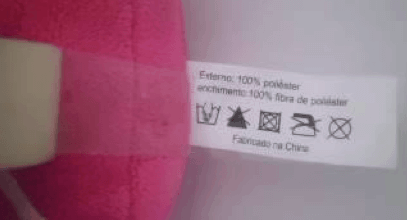 Externo: 100% poliéster
enchimento: 100% fibra de poliéster
Fabricado na China